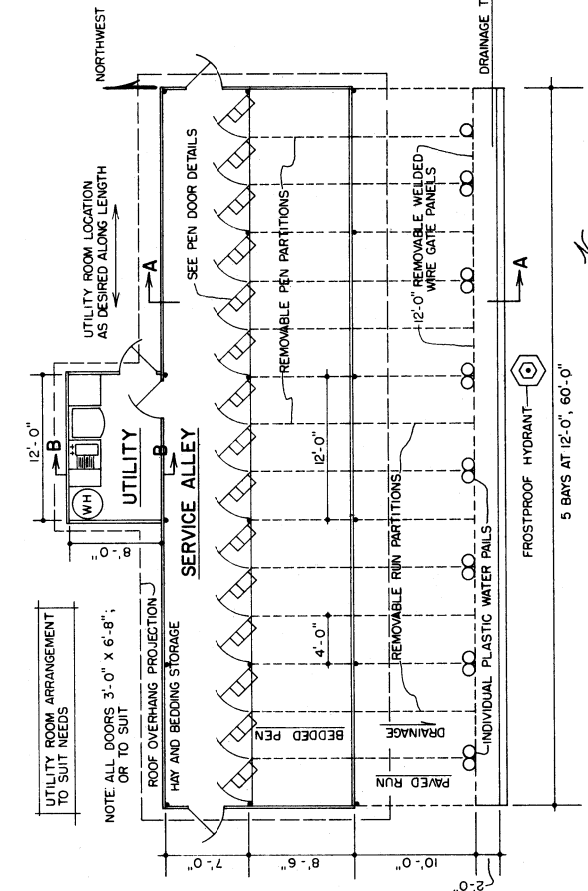 NORTHWEST
DRAINAGE T
UTILITY ROOM LOCATION
AS DESIRED ALONG LENGTH
UTILITY ROOM ARRANGEMENT
TO SUIT NEEDS
NOTE: ALL DOORS 3'-0" X 6'-8";
OR TO SUIT
12'-0"
8'-0"
B
B
WH
UTILITY
A
SERVICE ALLEY
SEE PEN DOOR DETAILS
ROOF OVERHANG PROJECTION
HAY AND BEDDING STORAGE
REMOVABLE PEN PARTITIONS
12'-0"
4'-0"
BEDDED PEN
12'-0" REMOVABLE WELDED
WIRE GATE PANELS
REMOVABLE RUN PARTITIONS
DRAINAGE
PAVED RUN
INDIVIDUAL PLASTIC WATER PAILS
A
FROSTPROOF HYDRANT
5 BAYS AT 12'-0", 60'-0"
7'-0"
8'-6"
10'-0"
2'-0"